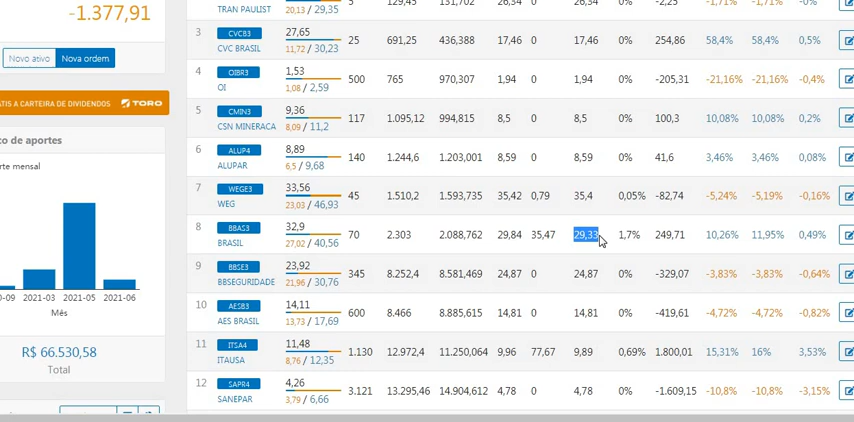 -1.377,91
Novo ativo Nova ordem
ATIS A CARTEIRA DE DIVIDENDOS TORO
co de aportes
rte mensal
0-09 2021-03 2021-05 2021-06
Mês
R$ 66.530,58
Total
TRAN PAULIST 20,13 / 29,35 5 129,45 131,702 26,34 0 26,34 0% -2,25 -1,71% -1,71% -0%
3 CVCB3 27,65 25 691,25 436,388 17,46 0 17,46 0% 254,86 58,4% 58,4% 0,5%
CVC BRASIL 11,72 / 30,23
4 OIBR3 1,53 500 765 970,307 1,94 0 1,94 0% -205,31 -21,16% -21,16% -0,4%
OI 1,08 / 2,59
5 CMIN3 9,36 117 1.095,12 994,815 8,5 0 8,5 0% 100,3 10,08% 10,08% 0,2%
CSN MINERACA 8,09 / 11,2
6 ALUP4 8,89 140 1.244,6 1.203,001 8,59 0 8,59 0% 41,6 3,46% 3,46% 0,08%
ALUPAR 6,5 / 9,68
7 WEGE3 33,56 45 1.510,2 1.593,735 35,42 0,79 35,4 0,05% -82,74 -5,24% -5,19% -0,16%
WEG 23,03 / 46,93
8 BBAS3 32,9 70 2.303 2.088,762 29,84 35,47 29,33 1,7% 249,71 10,26% 11,95% 0,49%
BRASIL 27,02 / 40,56
9 BBSE3 23,92 345 8.252,4 8.581,469 24,87 0 24,87 0% -329,07 -3,83% -3,83% -0,64%
BBSEGURIDADE 21,96 / 30,76
10 AESB3 14,11 600 8.466 8.885,615 14,81 0 14,81 0% -419,61 -4,72% -4,72% -0,82%
AES BRASIL 13,73 / 17,69
11 ITSA4 11,48 1.130 12.972,4 11.250,064 9,96 77,67 9,89 0,69% 1.800,01 15,31% 16% 3,53%
ITAUSA 8,76 / 12,35
12 SAPR4 4,26 3.121 13.295,46 14.904,612 4,78 0 4,78 0% -1.609,15 -10,8% -10,8% -3,15%
SANEPAR 3,79 / 6,66